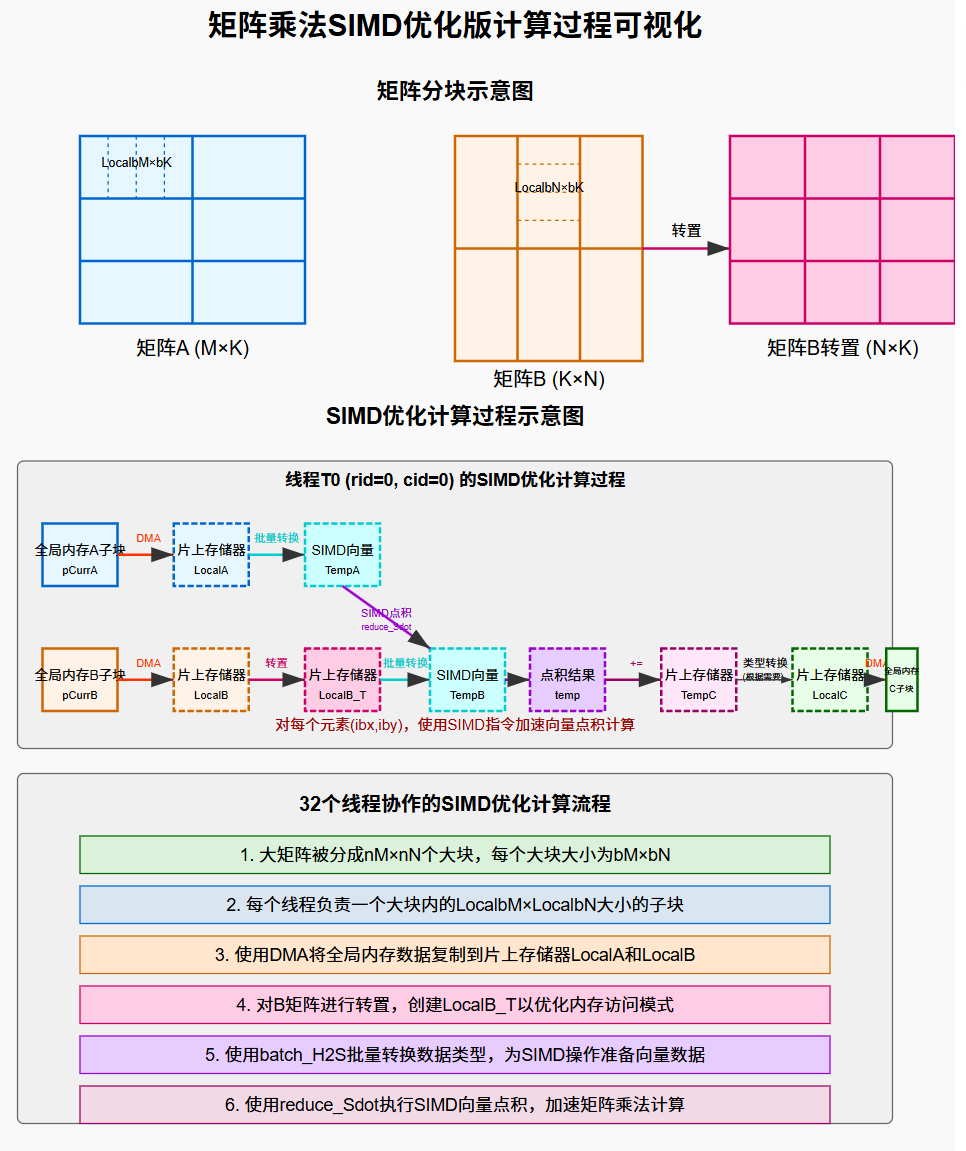 矩阵乘法SIMD优化版计算过程可视化
矩阵分块示意图
LocalbM×bK
LocalbN×bK
转置
矩阵A (M×K)
矩阵B (K×N)
矩阵B转置 (N×K)
SIMD优化计算过程示意图
线程T0 (rid=0, cid=0) 的SIMD优化计算过程
全局内存A子块
pCurrA
DMA
片上存储器
LocalA
批量转换
SIMD向量
TempA
SIMD点积
reduce_Sdot
全局内存B子块
pCurrB
DMA
片上存储器
LocalB
转置
片上存储器
LocalB_T
批量转换
SIMD向量
TempB
点积结果
temp
+=
片上存储器
TempC
类型转换
(根据需要)
片上存储器
LocalC
DMA
全局内存
C子块
对每个元素(ibx,iby)，使用SIMD指令加速向量点积计算
32个线程协作的SIMD优化计算流程
1. 大矩阵被分成nM×nN个大块，每个大块大小为bM×bN
2. 每个线程负责一个大块内的LocalbM×LocalbN大小的子块
3. 使用DMA将全局内存数据复制到片上存储器LocalA和LocalB
4. 对B矩阵进行转置，创建LocalB_T以优化内存访问模式
5. 使用batch_H2S批量转换数据类型，为SIMD操作准备向量数据
6. 使用reduce_Sdot执行SIMD向量点积，加速矩阵乘法计算